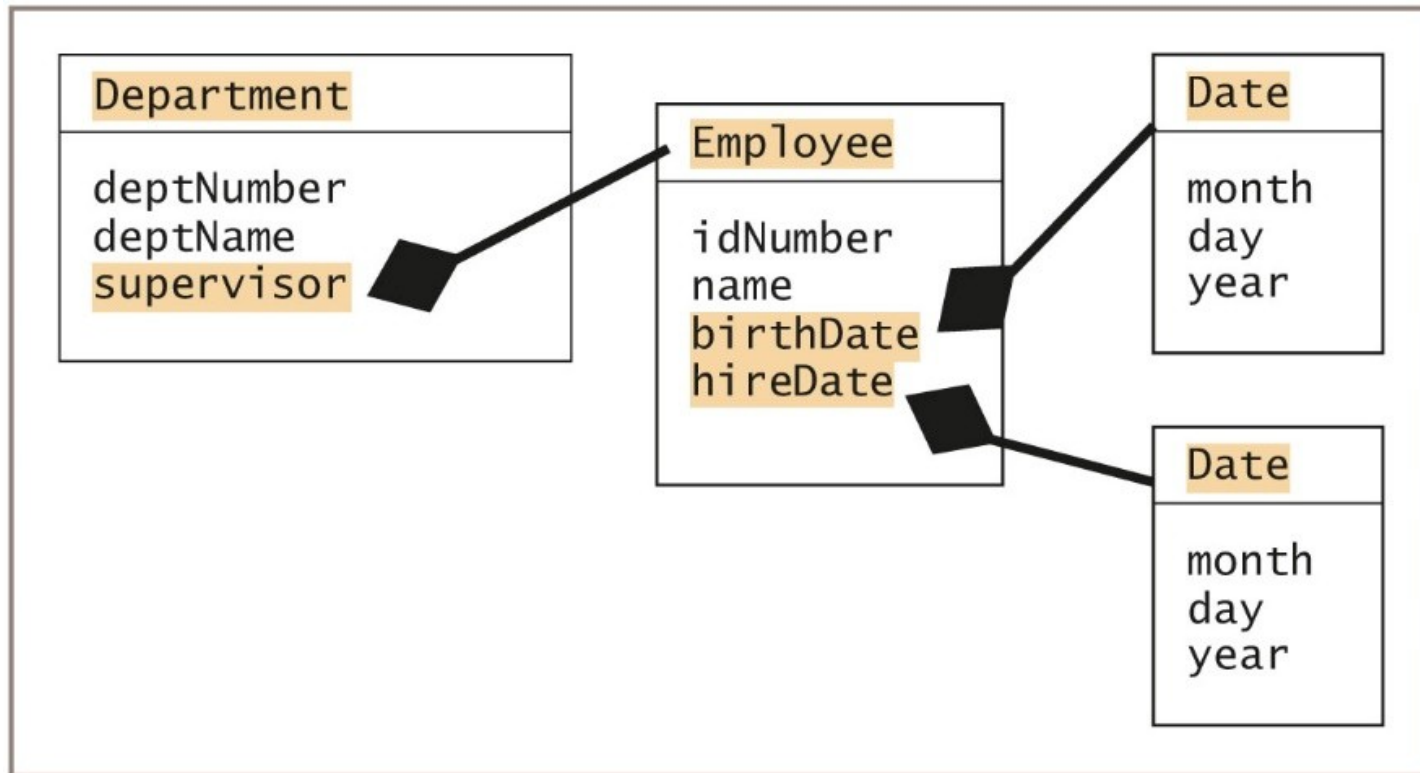 Department
deptNumber
deptName
supervisor
Employee
idNumber
name
birthDate
hireDate
Date
month
day
year
Date
month
day
year